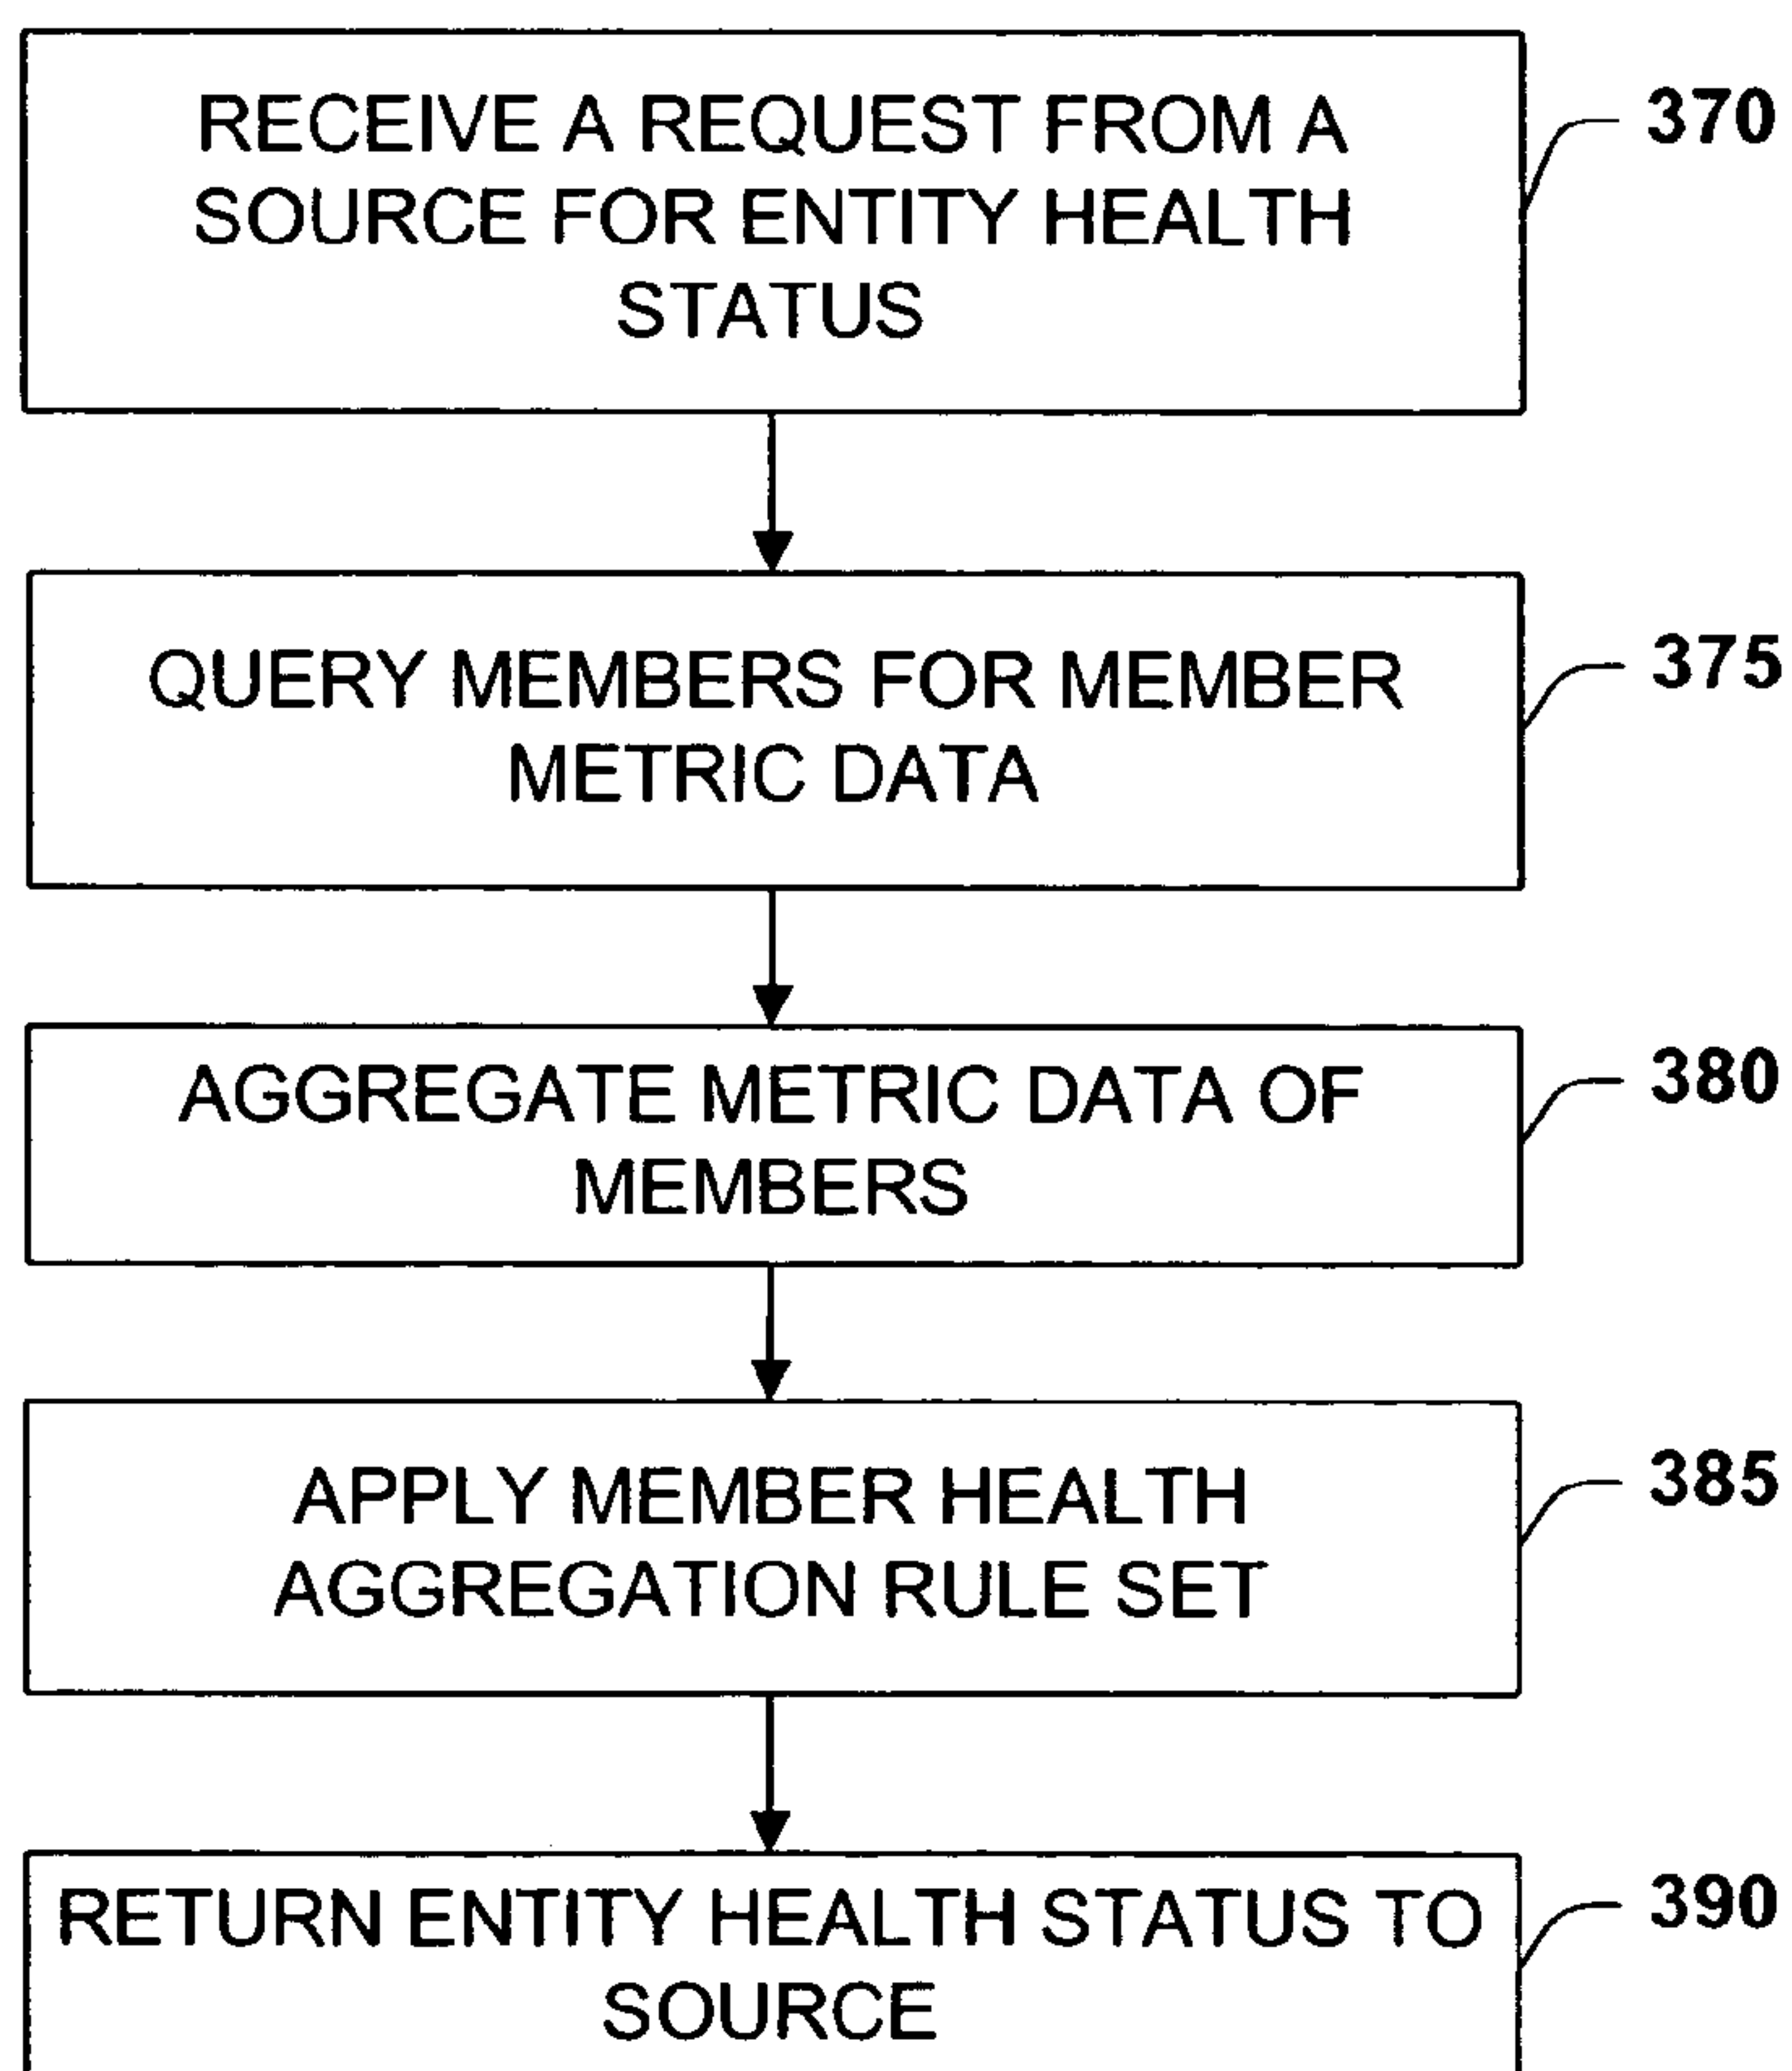 RECEIVE A REQUEST FROM A
SOURCE FOR ENTITY HEALTH
STATUS
370
QUERY MEMBERS FOR MEMBER
METRIC DATA
375
AGGREGATE METRIC DATA OF
MEMBERS
380
APPLY MEMBER HEALTH
AGGREGATION RULE SET
385
RETURN ENTITY HEALTH STATUS TO
SOURCE
390